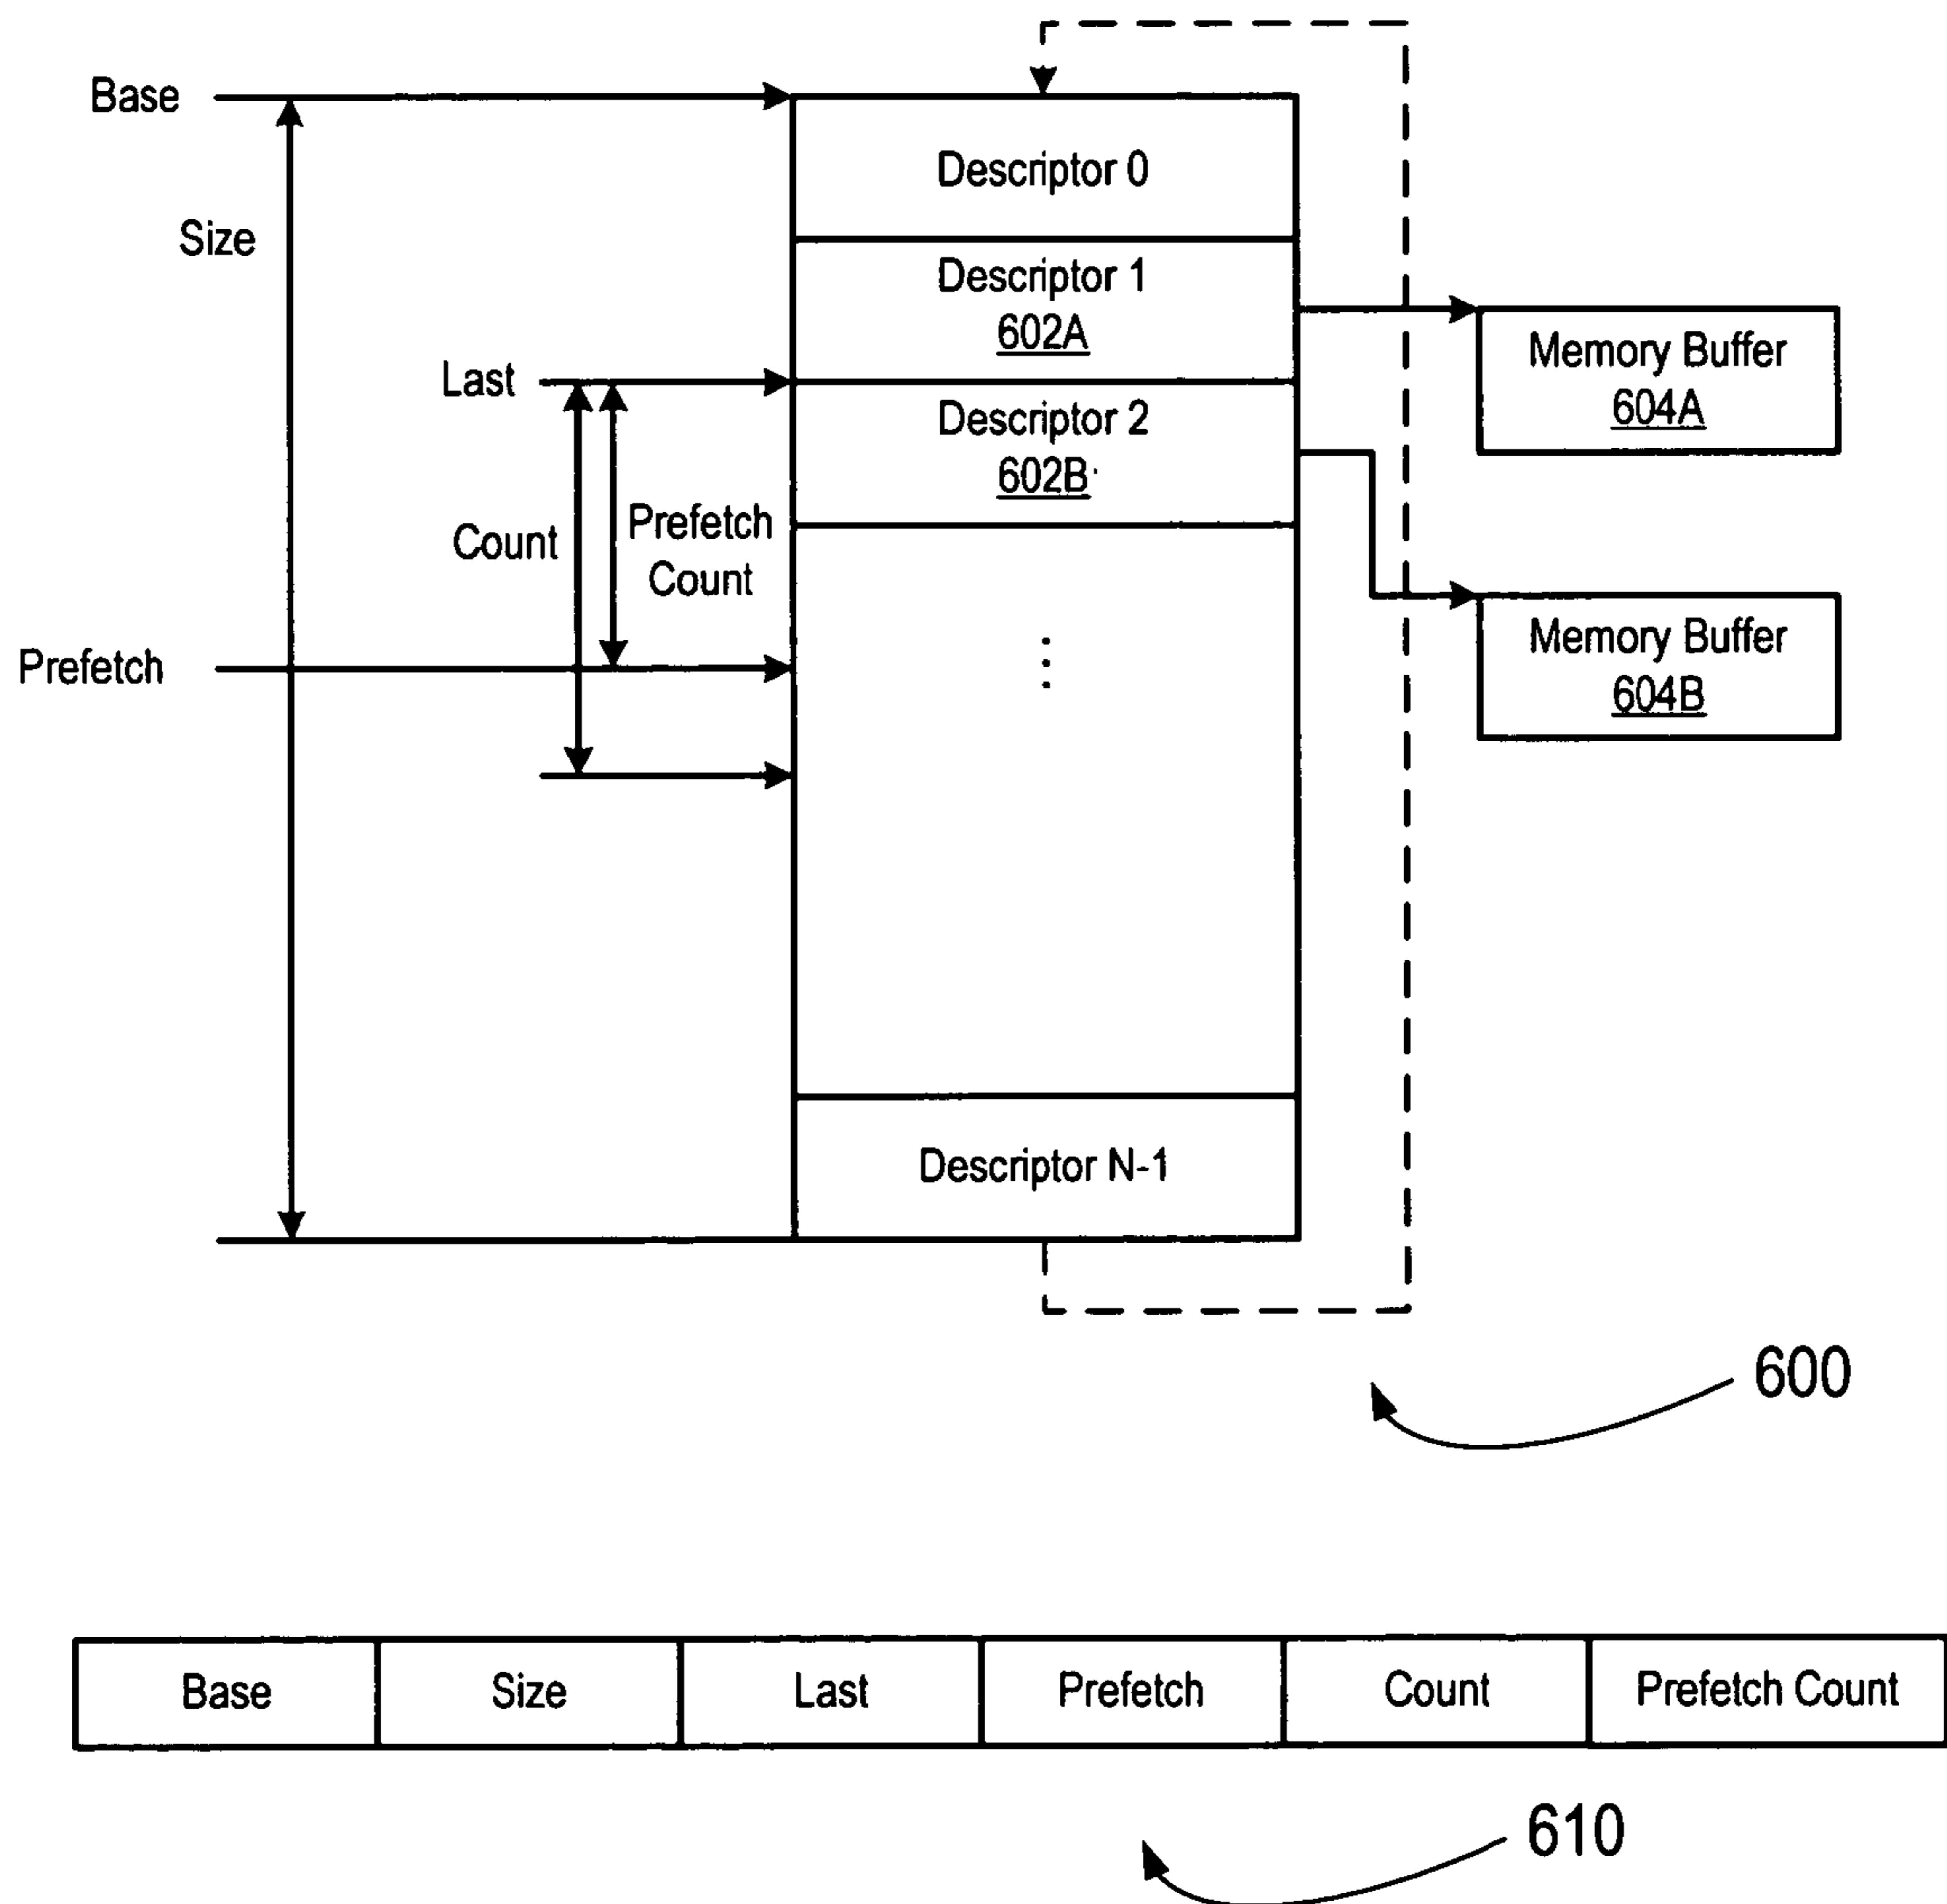 Base
Descriptor 0
Size
Descriptor 1
602A
Memory Buffer
604A
Last
Descriptor 2
602B
Count
Prefetch
Count
Prefetch
Memory Buffer
604B
Descriptor N-1
600
Base Size Last Prefetch Count Prefetch Count
610